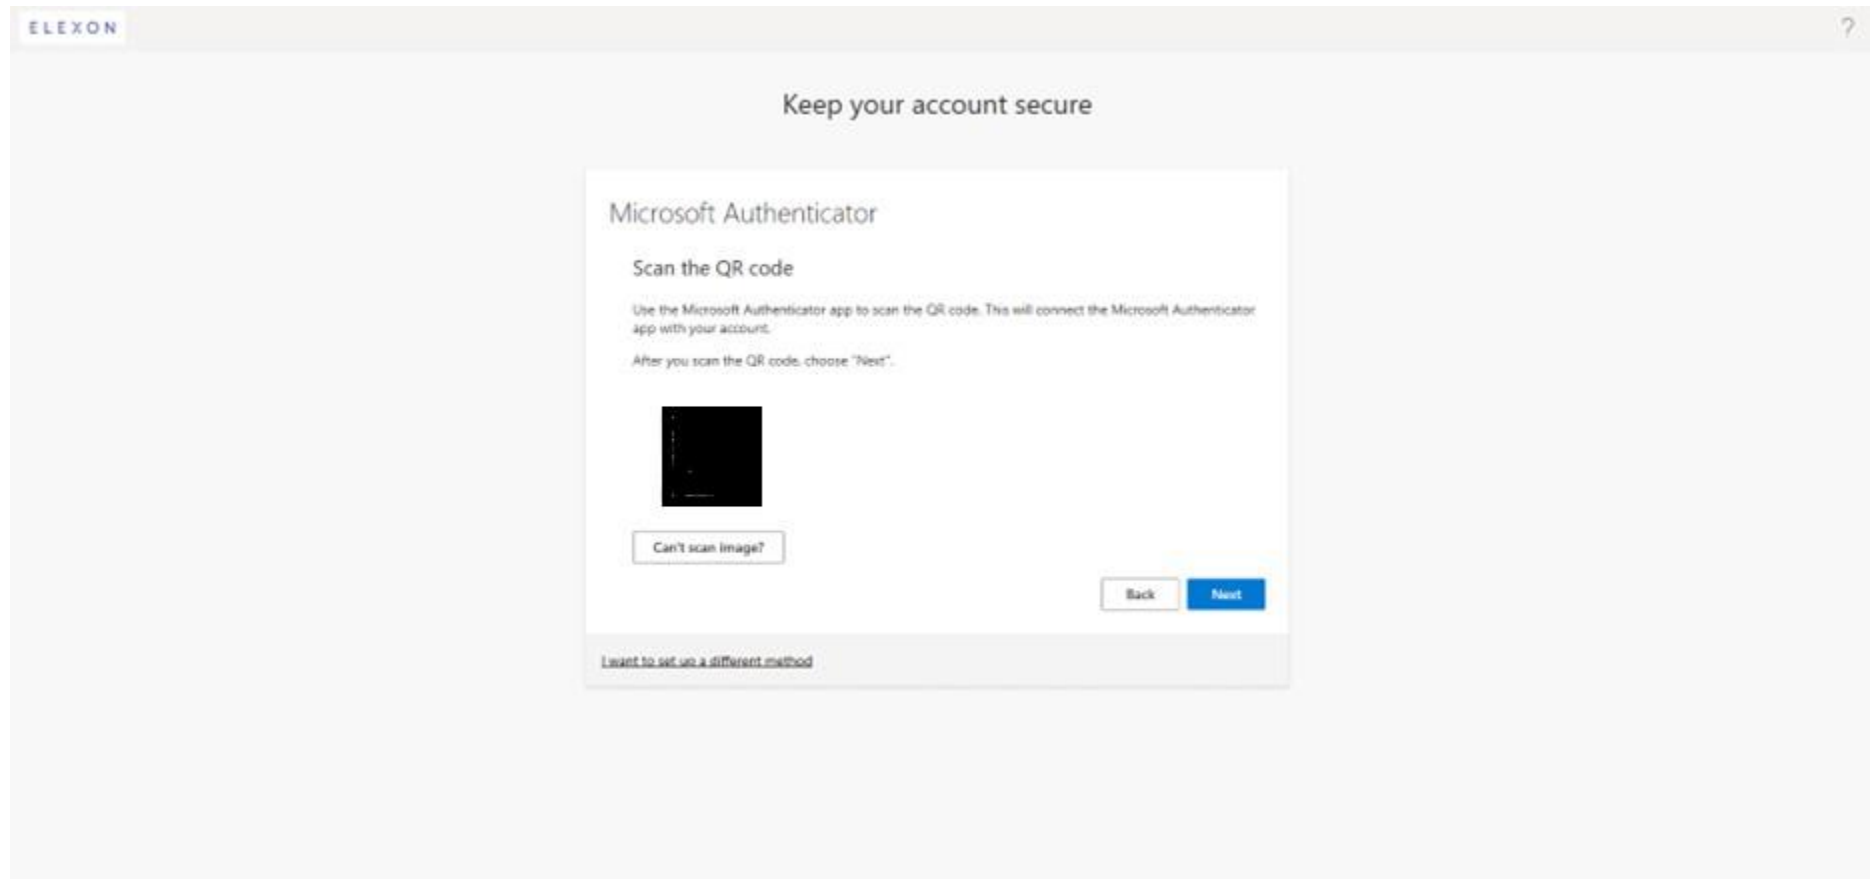 ELEXON
?
Keep your account secure
Microsoft Authenticator
Scan the QR code
Use the Microsoft Authenticator app to scan the QR code. This will connect the Microsoft Authenticator
app with your account.
After you scan the QR code, choose "Next".
Can't scan image?
Back
Next
I want to set up a different method